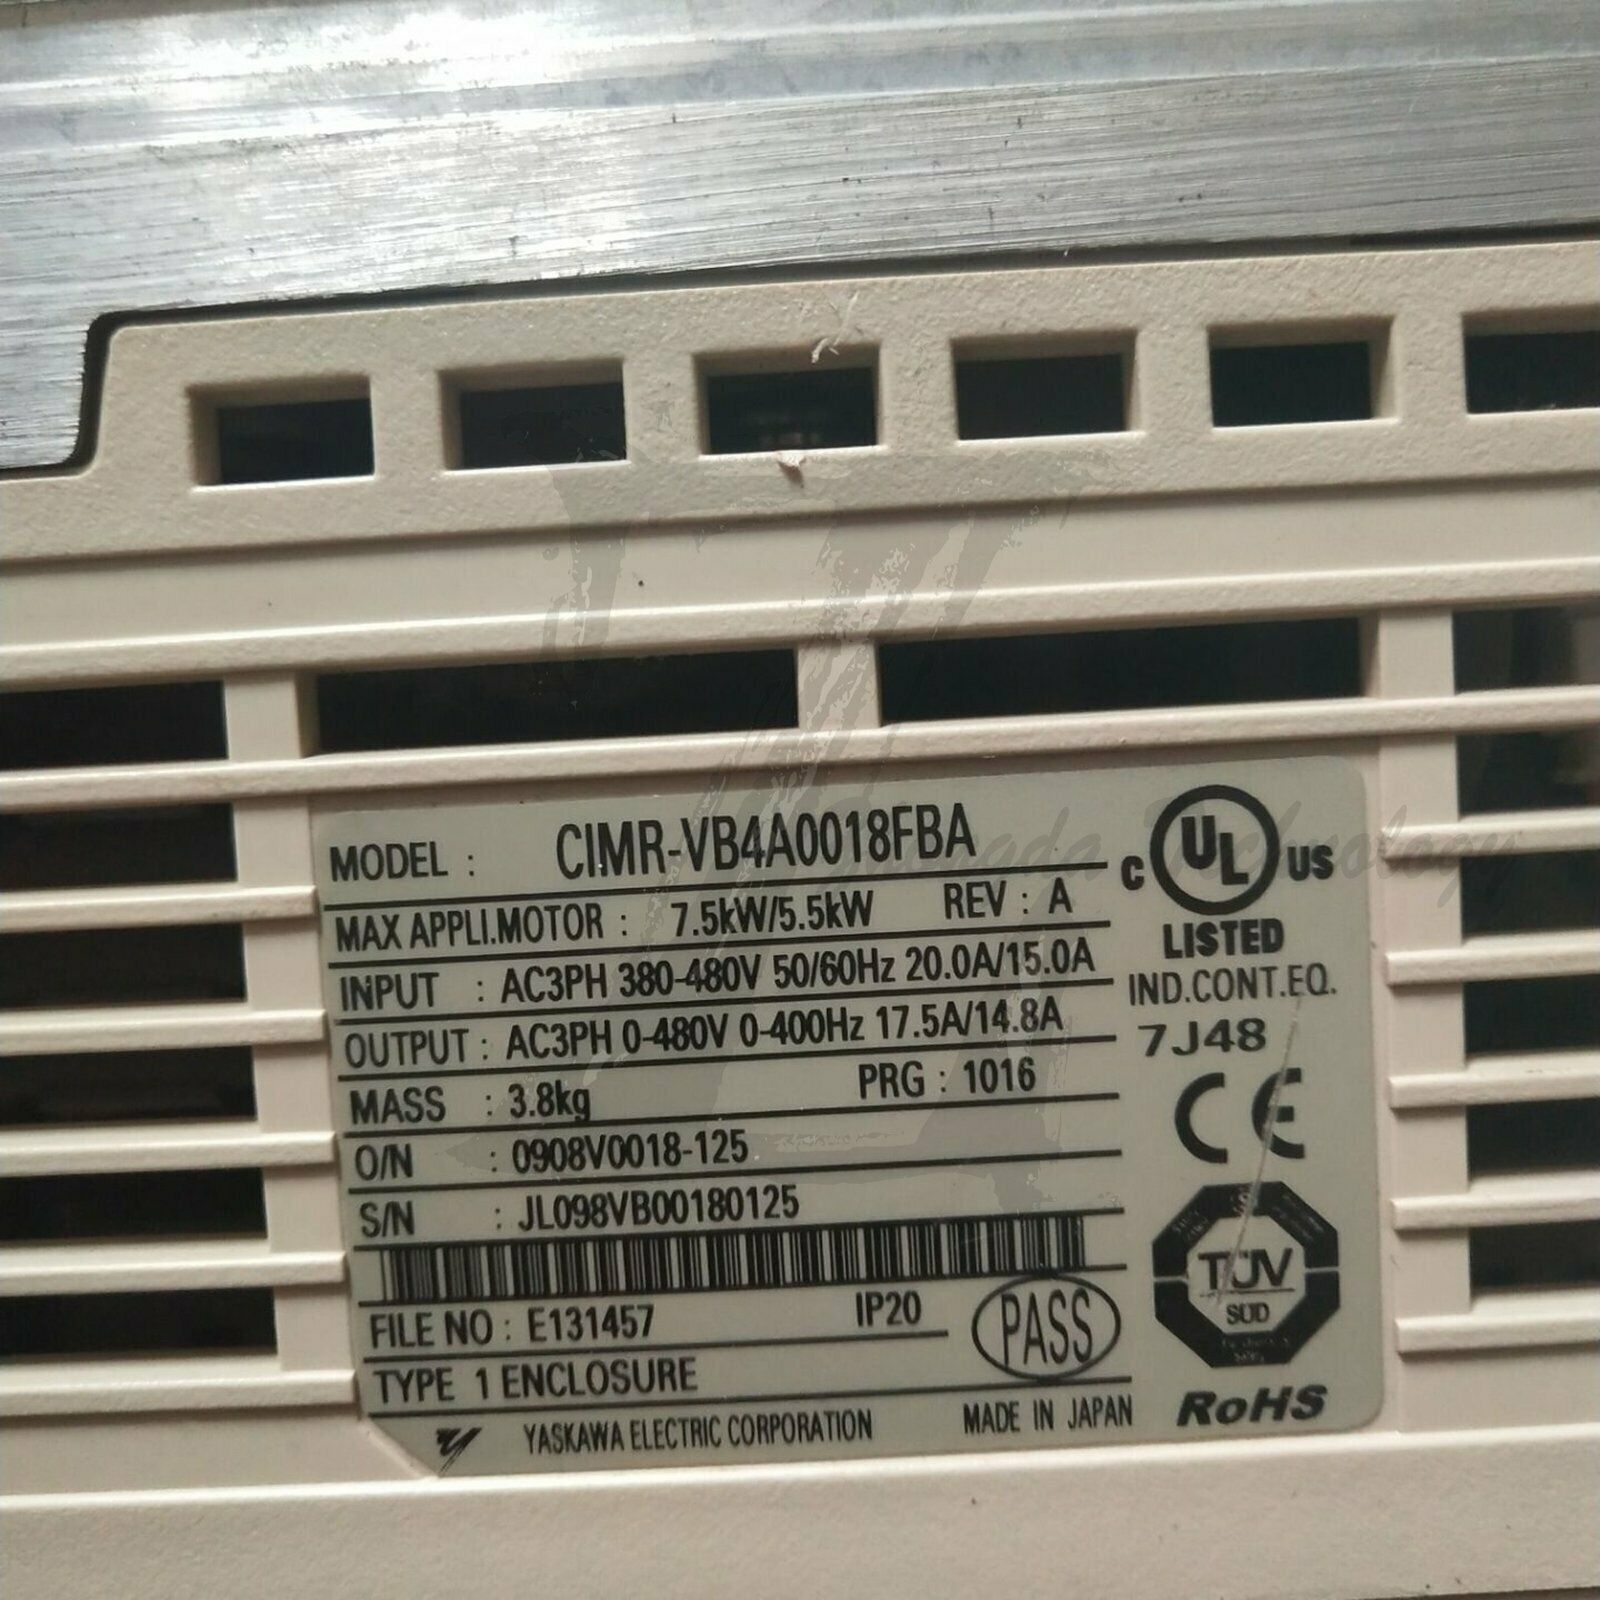 MODEL : CIMR-VB4A0018FBA
MAX APPLI.MOTOR : 7.5kW/5.5kW REV : A
INPUT : AC3PH 380-480V 50/60Hz 20.0A/15.0A
OUTPUT : AC3PH 0-480V 0-400Hz 17.5A/14.8A
MASS : 3.8kg PRG : 1016
O/N : 0908V0018-125
S/N : JL098VB00180125
FILE NO : E131457 IP20
PASS
TYPE 1 ENCLOSURE
YASKAWA ELECTRIC CORPORATION MADE IN JAPAN
C UL US
LISTED
IND.CONT.EQ.
7J48
CE
TÜV
SÜD
RoHS
Technology